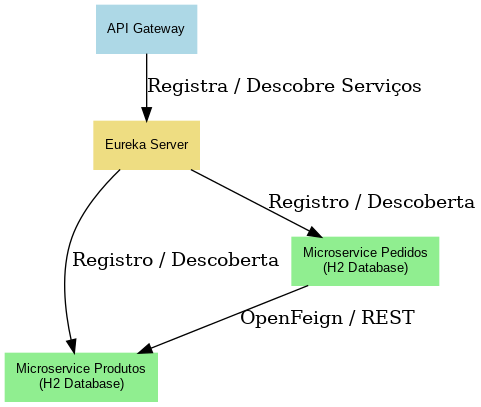 API Gateway
Registra / Descobre Serviços
Eureka Server
Registro / Descoberta
Microservice Pedidos
(H2 Database)
Registro / Descoberta
OpenFeign / REST
Microservice Produtos
(H2 Database)